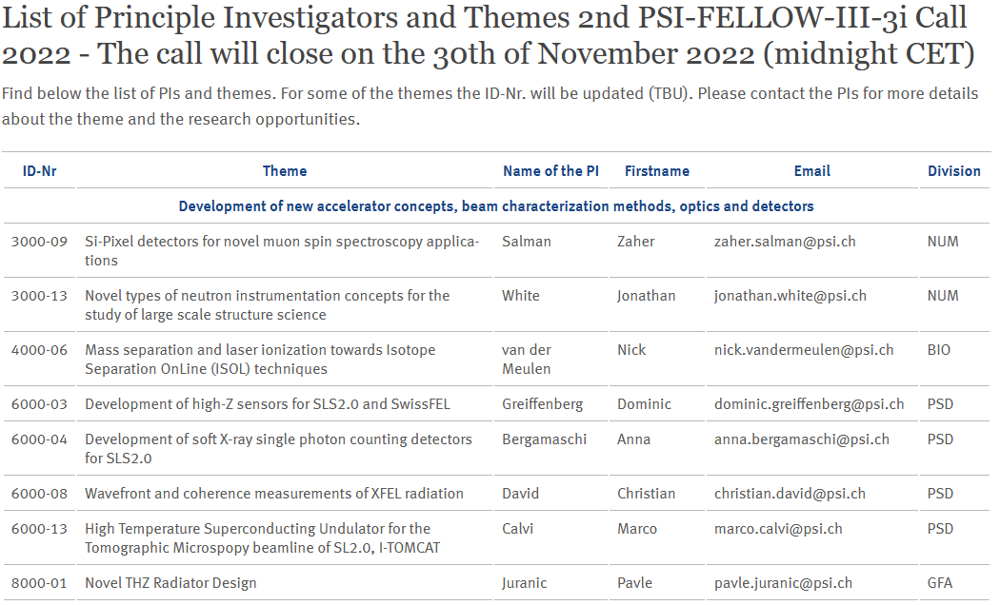 List of Principle Investigators and Themes 2nd PSI-FELLOW-III-3i Call
2022 - The call will close on the 30th of November 2022 (midnight CET)
Find below the list of PIs and themes. For some of the themes the ID-Nr. will be updated (TBU). Please contact the PIs for more details
about the theme and the research opportunities.
ID-Nr Theme Name of the PI Firstname Email Division
Development of new accelerator concepts, beam characterization methods, optics and detectors
3000-09 Si-Pixel detectors for novel muon spin spectroscopy applica- Salman Zaher zaher.salman@psi.ch NUM
tions
3000-13 Novel types of neutron instrumentation concepts for the White Jonathan jonathan.white@psi.ch NUM
study of large scale structure science
4000-06 Mass separation and laser ionization towards Isotope van der Nick nick.vandermeulen@psi.ch BIO
Separation OnLine (ISOL) techniques Meulen
6000-03 Development of high-Z sensors for SLS2.0 and SwissFEL Greiffenberg Dominic dominic.greiffenberg@psi.ch PSD
6000-04 Development of soft X-ray single photon counting detectors Bergamaschi Anna anna.bergamaschi@psi.ch PSD
for SLS2.0
6000-08 Wavefront and coherence measurements of XFEL radiation David Christian christian.david@psi.ch PSD
6000-13 High Temperature Superconducting Undulator for the Calvi Marco marco.calvi@psi.ch PSD
Tomographic Microspopy beamline of SL2.0, I-TOMCAT
8000-01 Novel THZ Radiator Design Juranic Pavle pavle.juranic@psi.ch GFA